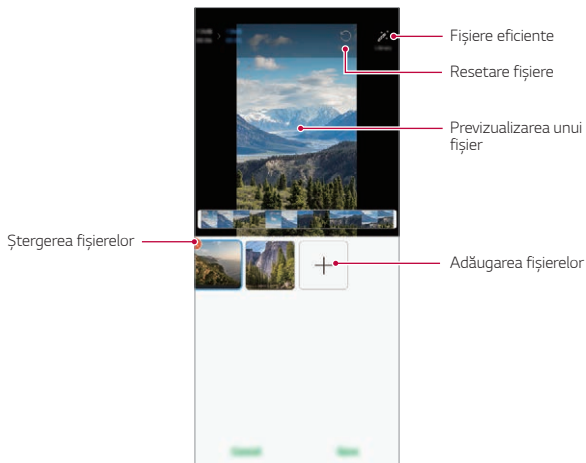 Fișiere eficiente
Resetare fișiere
Previzualizarea unui
fișier
Ștergerea fișierelor
Adăugarea fișierelor